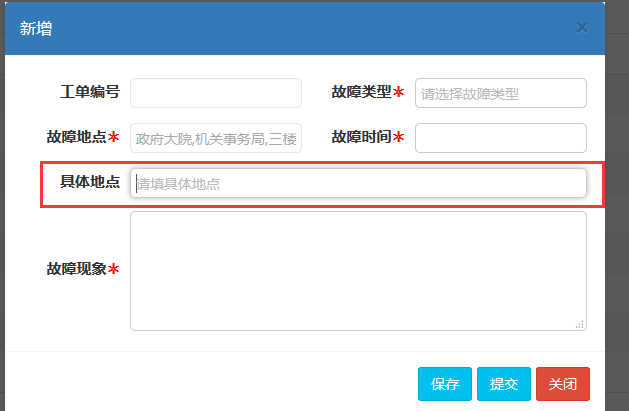 新增 ×
工单编号 故障类型* 请选择故障类型
故障地点* 政府大院,机关事务局,三楼 故障时间*
具体地点 请填具体地点
故障现象*
保存 提交 关闭